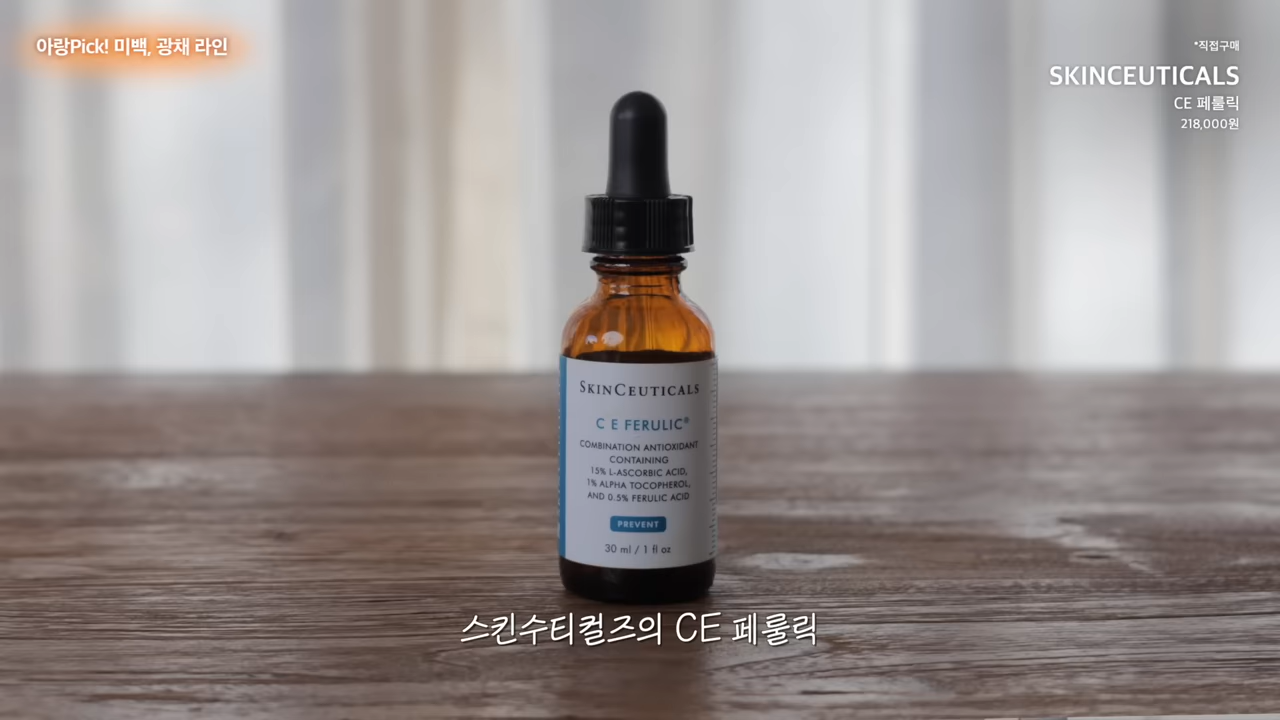 아랑Pick! 미백, 광채 라인
*직접구매
SKINCEUTICALS
CE 페룰릭
218,000원
SKINCEUTICALS
C E FERULIC®
COMBINATION ANTIOXIDANT
CONTAINING
15% L-ASCORBIC ACID,
1% ALPHA TOCOPHEROL,
AND 0.5% FERULIC ACID
PREVENT
30 ml / 1 fl oz
스킨수티컬즈의 CE 페룰릭